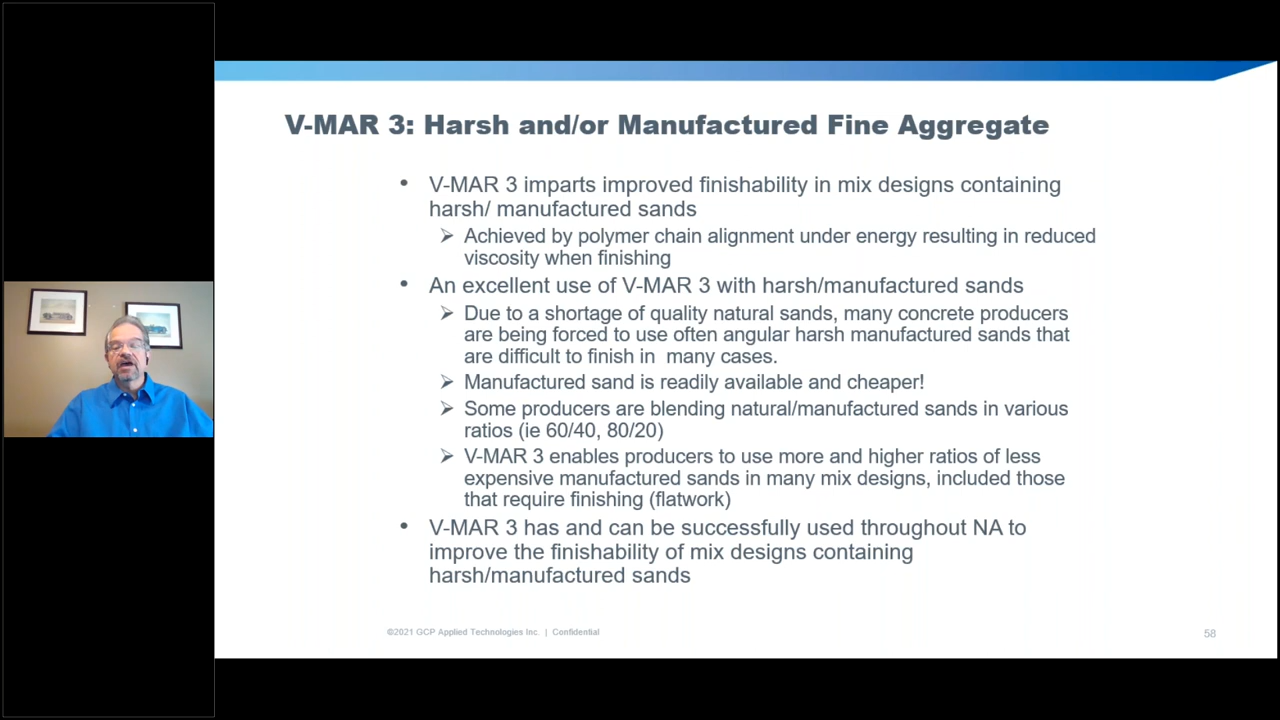 V-MAR 3: Harsh and/or Manufactured Fine Aggregate
• V-MAR 3 imparts improved finishability in mix designs containing
harsh/ manufactured sands
➢ Achieved by polymer chain alignment under energy resulting in reduced
viscosity when finishing
• An excellent use of V-MAR 3 with harsh/manufactured sands
➢ Due to a shortage of quality natural sands, many concrete producers
are being forced to use often angular harsh manufactured sands that
are difficult to finish in  many cases.
➢ Manufactured sand is readily available and cheaper!
➢ Some producers are blending natural/manufactured sands in various
ratios (ie 60/40, 80/20)
➢ V-MAR 3 enables producers to use more and higher ratios of less
expensive manufactured sands in many mix designs, included those
that require finishing (flatwork)
• V-MAR 3 has and can be successfully used throughout NA to
improve the finishability of mix designs containing
harsh/manufactured sands
©2021 GCP Applied Technologies Inc. | Confidential
58